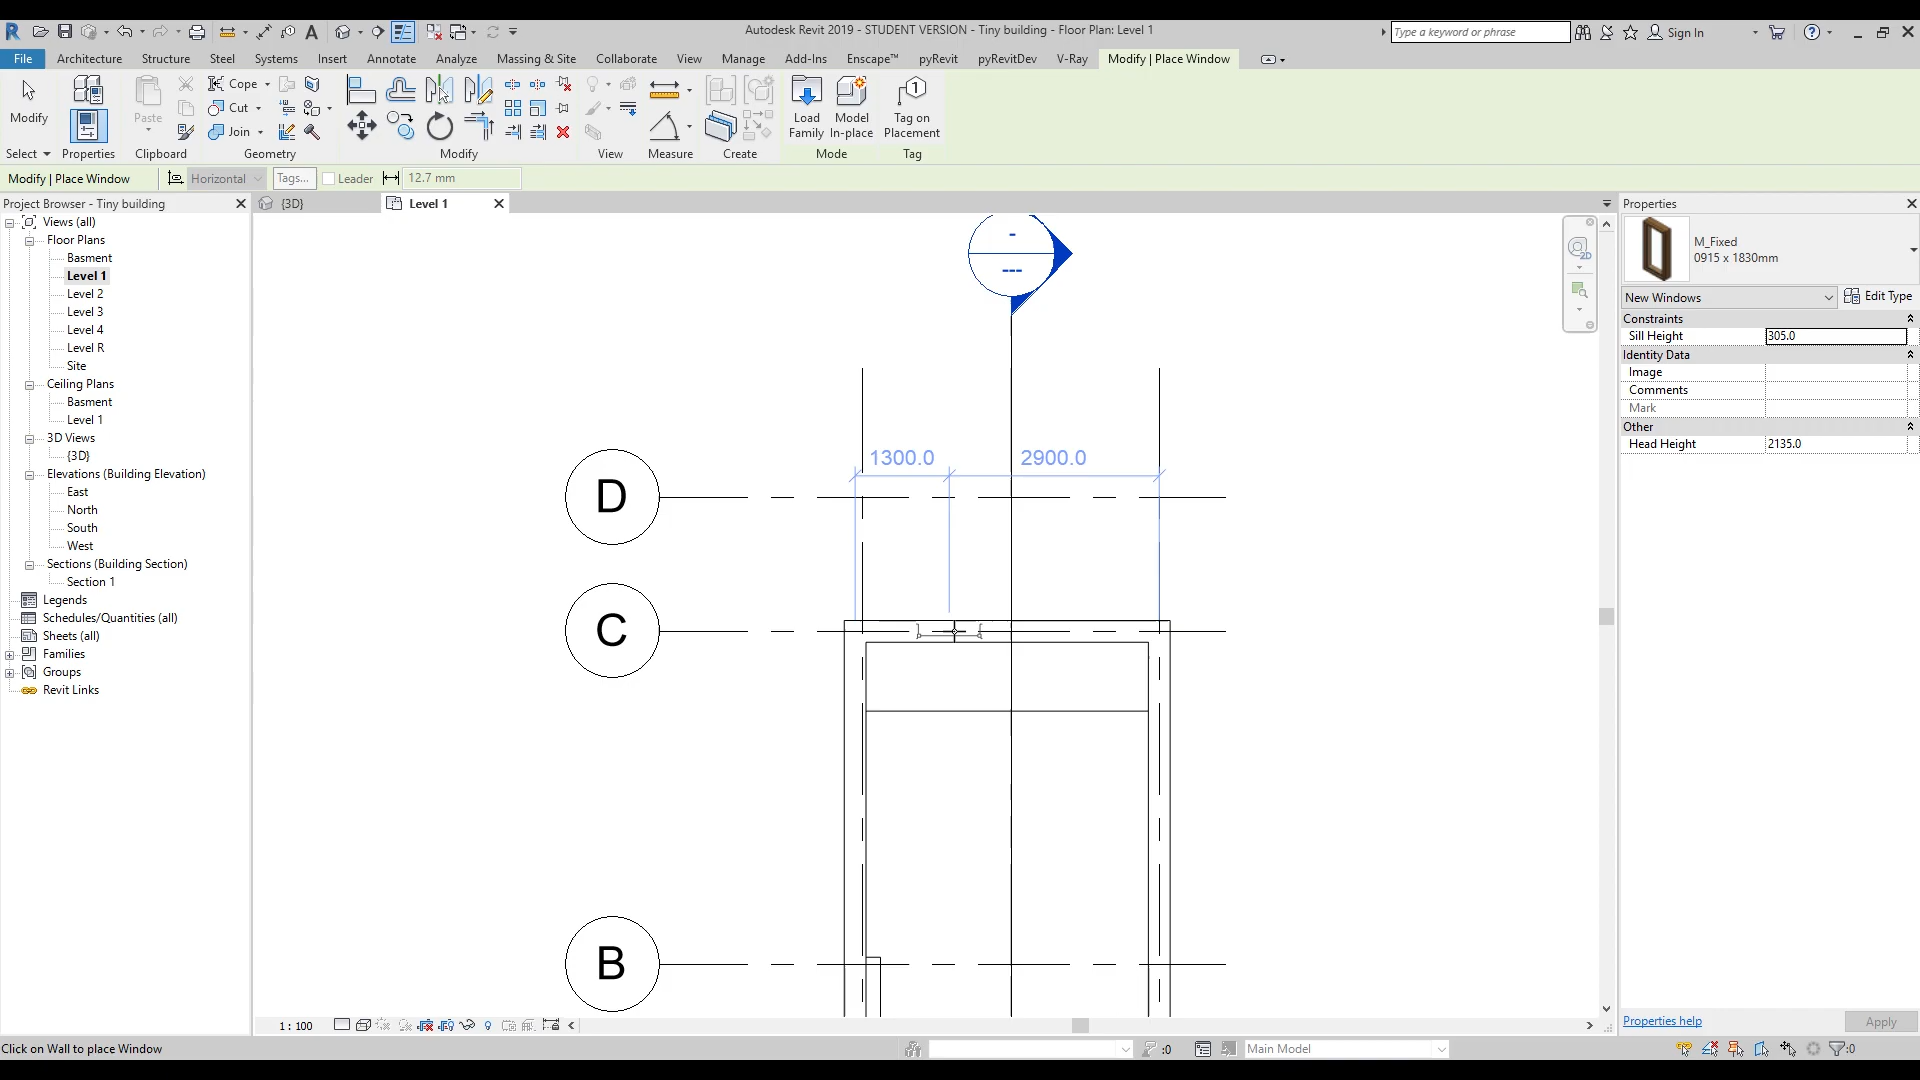 Autodesk Revit 2019 - STUDENT VERSION - Tiny building - Floor Plan: Level 1
Type a keyword or phrase
Sign In
File Architecture Structure Steel Systems Insert Annotate Analyze Massing & Site Collaborate View Manage Add-Ins Enscape™ pyRevit pyRevitDev V-Ray Modify | Place Window
Modify
Paste
Cope
Cut
Join
Load Family
Model In-place
Tag on Placement
Select Properties Clipboard Geometry Modify View Measure Create Mode Tag
Modify | Place Window Horizontal Tags... Leader 12.7 mm
Project Browser - Tiny building
{3D}
Level 1
Properties
Views (all)
Floor Plans
Basment
Level 1
Level 2
Level 3
Level 4
Level R
Site
Ceiling Plans
Basment
Level 1
3D Views
{3D}
Elevations (Building Elevation)
East
North
South
West
Sections (Building Section)
Section 1
Legends
Schedules/Quantities (all)
Sheets (all)
Families
Groups
Revit Links
-
---
1300.0 2900.0
D
C
B
2D
M_Fixed
0915 x 1830mm
New Windows Edit Type
Constraints
Sill Height 305.0
Identity Data
Image
Comments
Mark
Other
Head Height 2135.0
Properties help Apply
1 : 100
Click on Wall to place Window
:0
Main Model
:0